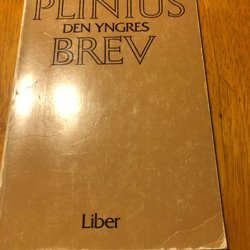 PLINIUS
DEN YNGRES
BREV
Liber